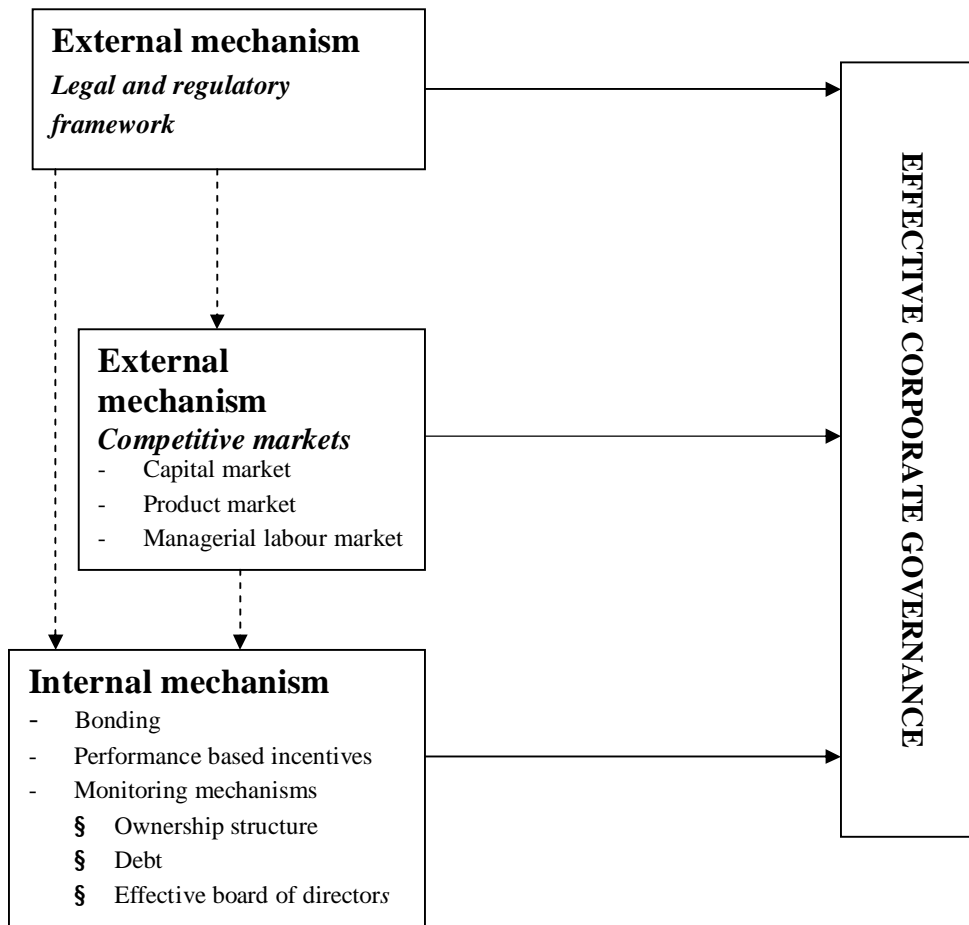 External mechanism
Legal and regulatory
framework
External
mechanism
Competitive markets
- Capital market
- Product market
- Managerial labour market
Internal mechanism
- Bonding
- Performance based incentives
- Monitoring mechanisms
§ Ownership structure
§ Debt
§ Effective board of directors
EFFECTIVE CORPORATE GOVERNANCE